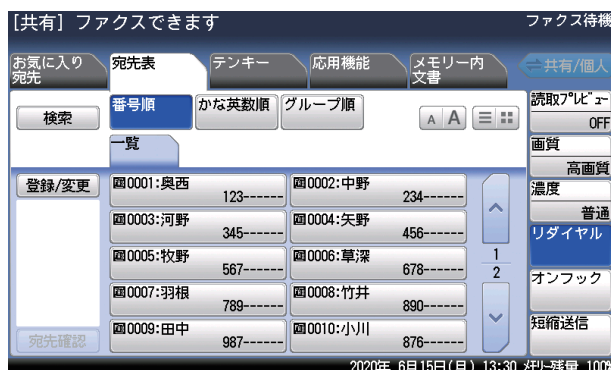 [共有] ファクスできます
ファクス待機
お気に入り
宛先
宛先表
テンキー
応用機能
メモリー内
文書
共有/個人
検索
番号順
かな英数順
グループ順
A A
読取プレビュー
OFF
一覧
画質
高画質
登録/変更
0001:奥西
123------
0002:中野
234------
濃度
普通
0003:河野
345------
0004:矢野
456------
リダイヤル
0005:牧野
567------
0006:草深
678------
1
2
オンフック
0007:羽根
789------
0008:竹井
890------
0009:田中
987------
0010:小川
876------
短縮送信
宛先確認
2020年 6月15日(月) 13:30 メモリー残量 100%